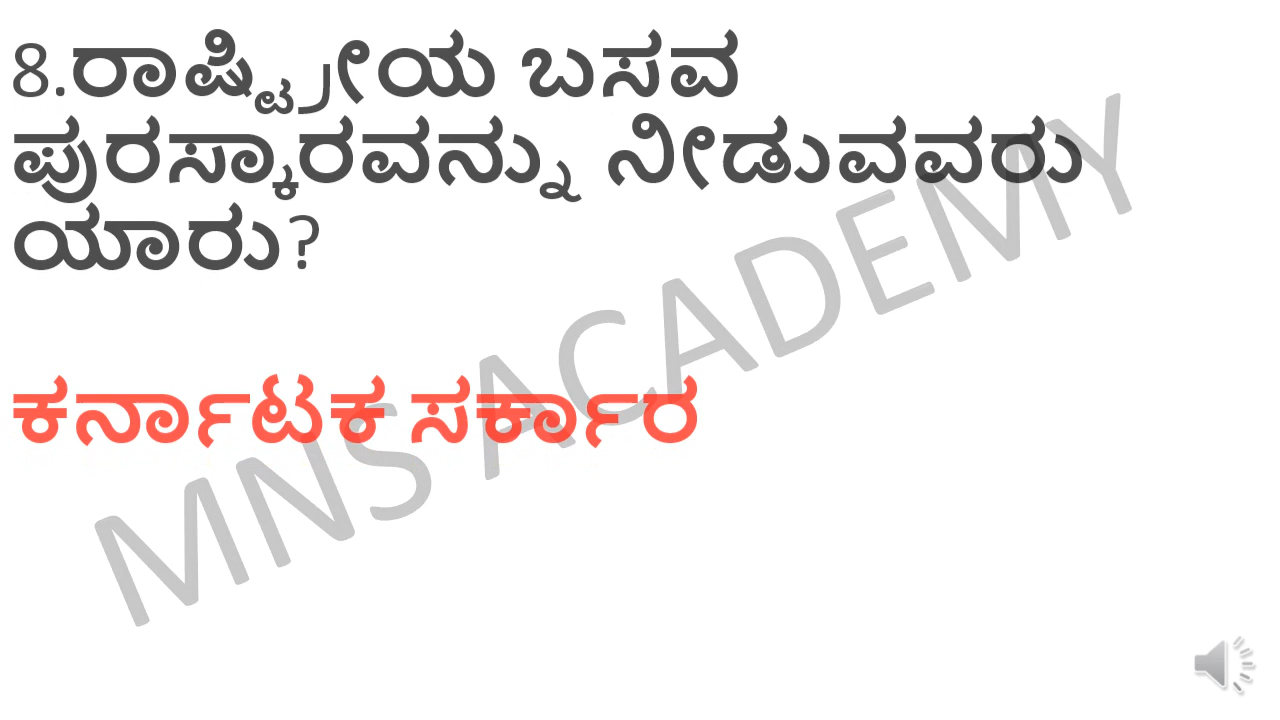 8.ರಾಷ್ಟ್ರೀಯ ಬಸವ
ಪುರಸ್ಕಾರವನ್ನು ನೀಡುವವರು
ಯಾರು?
ಕರ್ನಾಟಕ ಸರ್ಕಾರ
MNS ACADEMY